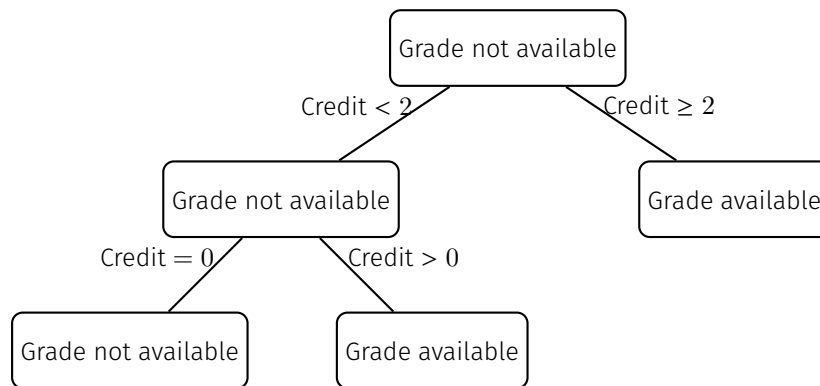 Grade not available
Credit < 2
Credit ≥ 2
Grade not available
Grade available
Credit = 0
Credit > 0
Grade not available
Grade available